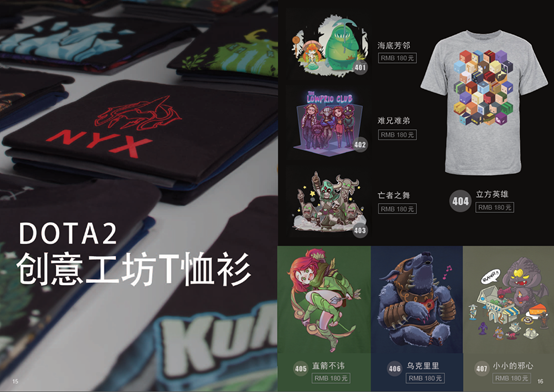 NYX
DOTA2
创意工坊T恤衫
15
401
海底芳邻
RMB 180 元
THE
LOWPRIO CLUB
402
难兄难弟
RMB 180 元
403
亡者之舞
RMB 180 元
404
立方英雄
RMB 180 元
405
直箭不讳
RMB 180 元
406
乌克里里
RMB 180 元
407
小小的邪心
RMB 180 元
16